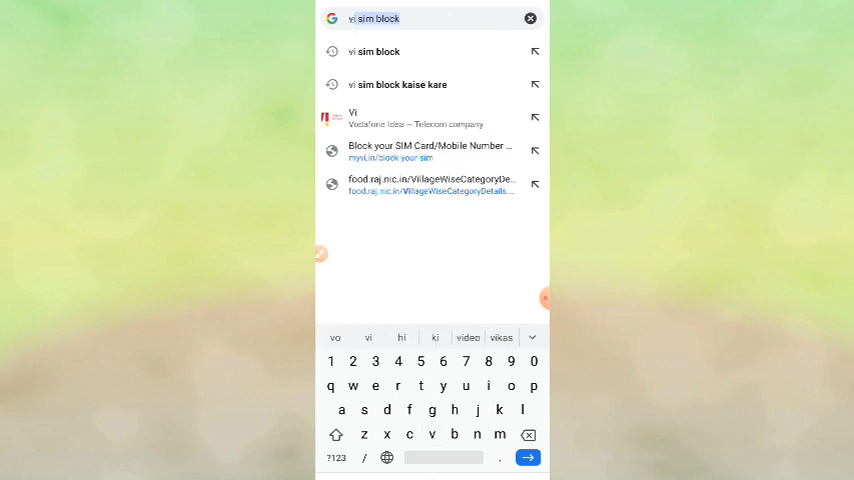 vi sim block
vi sim block
vi sim block kaise kare
Vi
Vodafone Idea — Telecom company
Block your SIM Card/Mobile Number ...
myvi.in/block-your-sim
food.raj.nic.in/VillageWiseCategoryDe...
food.raj.nic.in/VillageWiseCategoryDetails...
vo vi hi ki video vikas
1 2 3 4 5 6 7 8 9 0
q w e r t y u i o p
a s d f g h j k l
z x c v b n m
?123 / .